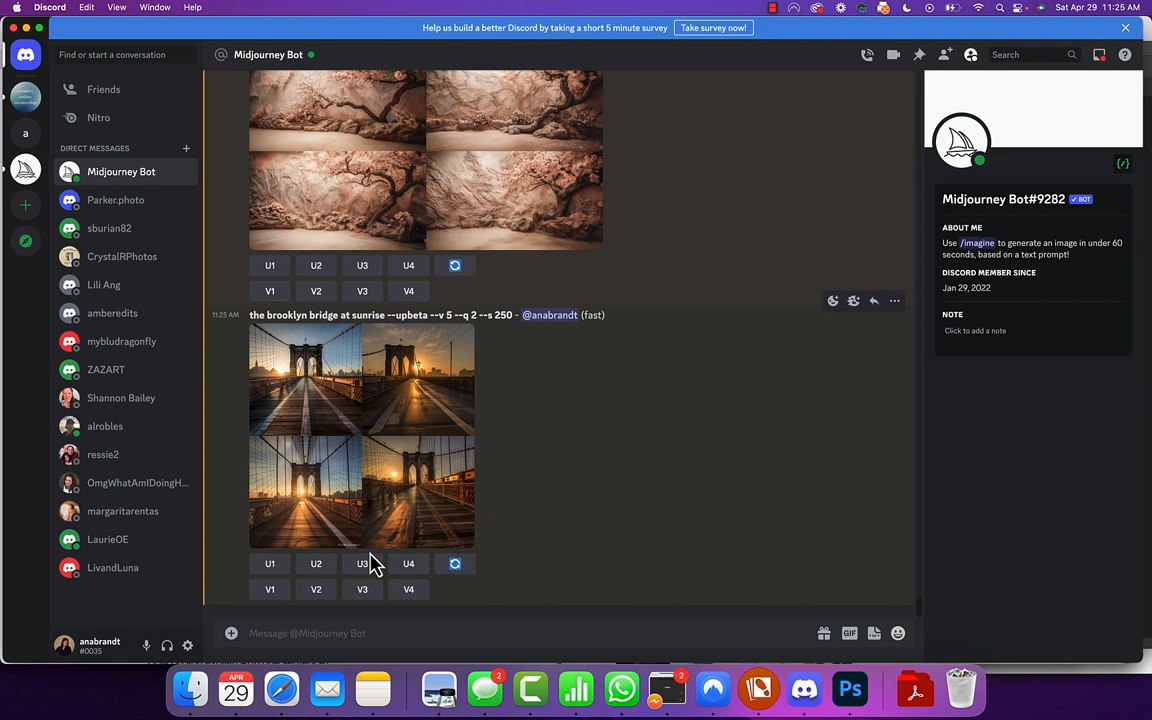 Discord Edit View Window Help
Sat Apr 29 11:25 AM
Help us build a better Discord by taking a short 5 minute survey
Take survey now!
Find or start a conversation
@ Midjourney Bot
Search
Friends
Nitro
DIRECT MESSAGES +
Midjourney Bot
Parker.photo
sburian82
CrystalRPhotos
Lili Ang
amberedits
mybludragonfly
ZAZART
Shannon Bailey
alrobles
ressie2
OmgWhatAmIDoingH...
margaritarentas
LaurieOE
LivandLuna
anabrandt
#0035
a
U1 U2 U3 U4
V1 V2 V3 V4
11:25 AM the brooklyn bridge at sunrise --upbeta --v 5 --q 2 --s 250 - @anabrandt (fast)
U1 U2 U3 U4
V1 V2 V3 V4
Message @Midjourney Bot
GIF
Midjourney Bot#9282 ✓ BOT
ABOUT ME
Use /imagine to generate an image in under 60
seconds, based on a text prompt!
DISCORD MEMBER SINCE
Jan 29, 2022
NOTE
Click to add a note
APR
29
2
2
Ps